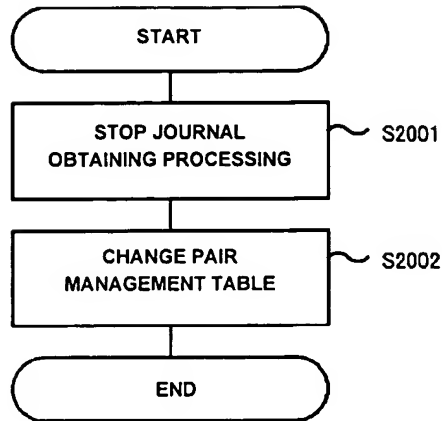 START
STOP JOURNAL
OBTAINING PROCESSING
S2001
CHANGE PAIR
MANAGEMENT TABLE
S2002
END